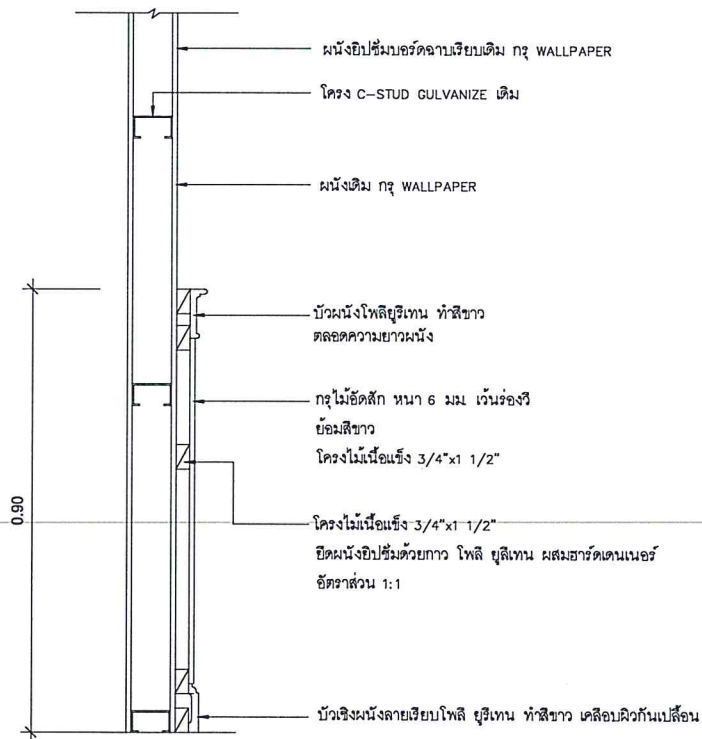 ผนังยิปซั่มบอร์ดฉาบเรียบเดิม กรุ WALLPAPER
โครง C-STUD GULVANIZE เดิม
ผนังเดิม กรุ WALLPAPER
บัวผนังโพลียูริเทน ทำสีขาว
ตลอดความยาวผนัง
กรุไม้อัดสัก หนา 6 มม. เว้นร่องวี
ย้อมสีขาว
โครงไม้เนื้อแข็ง 3/4"x1 1/2"
0.90
โครงไม้เนื้อแข็ง 3/4"x1 1/2"
ยึดผนังยิปซั่มด้วยกาว โพลี ยูลีเทน ผสมฮาร์ดเดนเนอร์
อัตราส่วน 1:1
บัวเชิงผนังลายเรียบโพลี ยูริเทน ทำสีขาว เคลือบผิวกันเปลื้อน